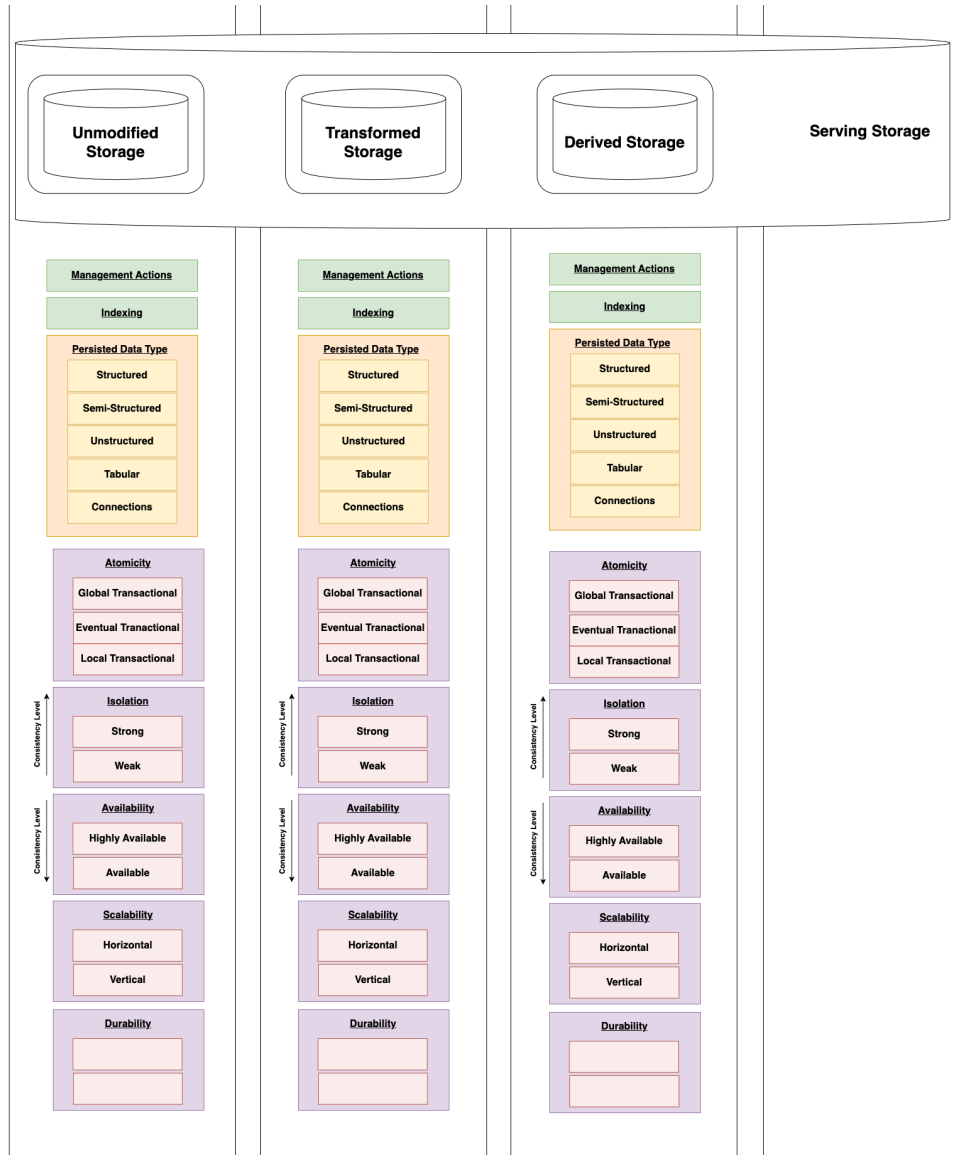 Unmodified
Storage
Transformed
Storage
Derived Storage
Serving Storage
Management Actions
Indexing
Persisted Data Type
Structured
Semi-Structured
Unstructured
Tabular
Connections
Atomicity
Global Transactional
Eventual Tranactional
Local Transactional
Consistency Level
Isolation
Strong
Weak
Consistency Level
Availability
Highly Available
Available
Scalability
Horizontal
Vertical
Durability
Management Actions
Indexing
Persisted Data Type
Structured
Semi-Structured
Unstructured
Tabular
Connections
Atomicity
Global Transactional
Eventual Tranactional
Local Transactional
Consistency Level
Isolation
Strong
Weak
Consistency Level
Availability
Highly Available
Available
Scalability
Horizontal
Vertical
Durability
Management Actions
Indexing
Persisted Data Type
Structured
Semi-Structured
Unstructured
Tabular
Connections
Atomicity
Global Transactional
Eventual Tranactional
Local Transactional
Consistency Level
Isolation
Strong
Weak
Consistency Level
Availability
Highly Available
Available
Scalability
Horizontal
Vertical
Durability